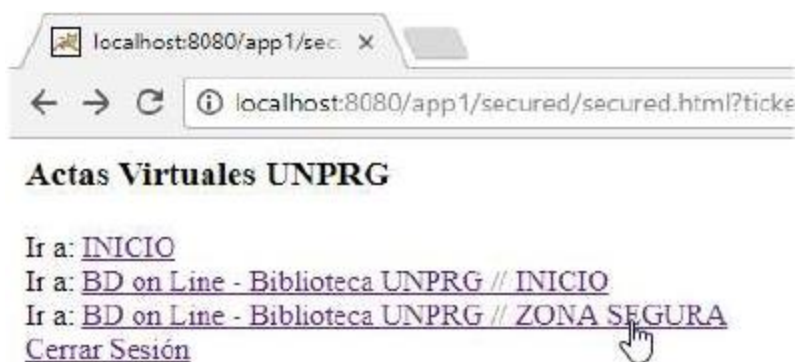 localhost:8080/app1/sec
localhost:8080/app1/secured/secured.html?ticke
Actas Virtuales UNPRG
Ir a: INICIO
Ir a: BD on Line - Biblioteca UNPRG // INICIO
Ir a: BD on Line - Biblioteca UNPRG // ZONA SEGURA
Cerrar Sesión